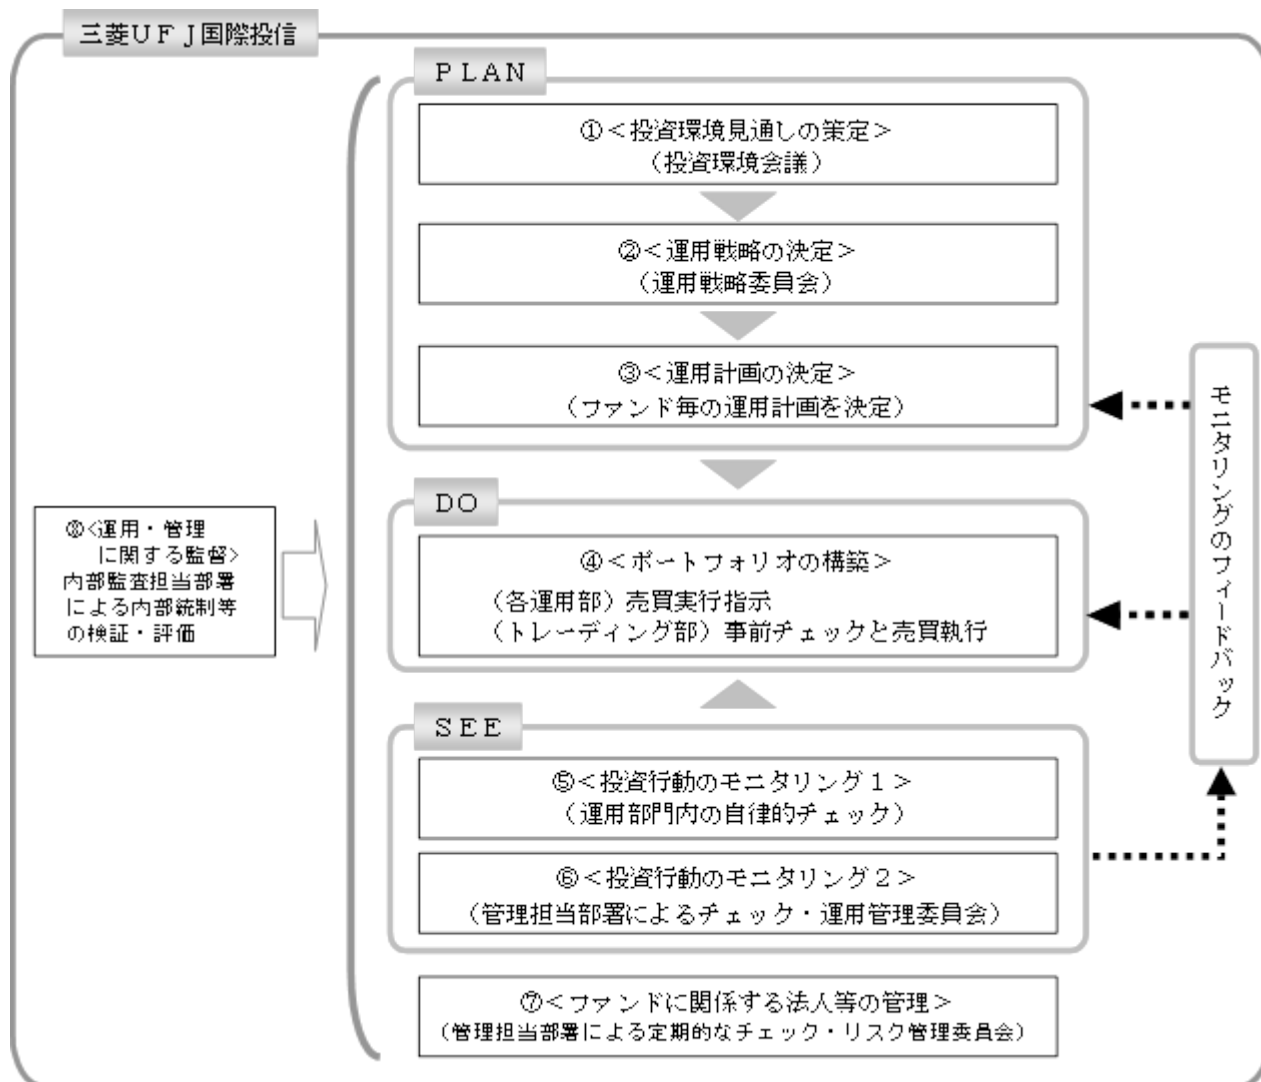 三菱ＵＦＪ国際投信
ＰＬＡＮ
①＜投資環境見通しの策定＞
（投資環境会議）
②＜運用戦略の決定＞
（運用戦略委員会）
③＜運用計画の決定＞
（ファンド毎の運用計画を決定）
ＤＯ
④＜ポートフォリオの構築＞
（各運用部）売買実行指示
（トレーディング部）事前チェックと売買執行
ＳＥＥ
⑤＜投資行動のモニタリング１＞
（運用部門内の自律的チェック）
⑥＜投資行動のモニタリング２＞
（管理担当部署によるチェック・運用管理委員会）
⑦＜ファンドに関係する法人等の管理＞
（管理担当部署による定期的なチェック・リスク管理委員会）
⑧＜運用・管理
に関する監督＞
内部監査担当部署
による内部統制等
の検証・評価
モニタリングのフィードバック